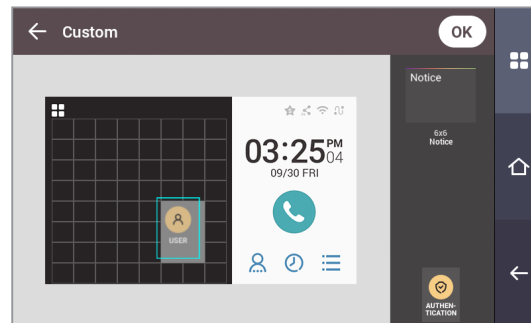 Custom
OK
Notice
6x6
Notice
03:25 PM 04
09/30 FRI
USER
AUTHEN-
TICATION